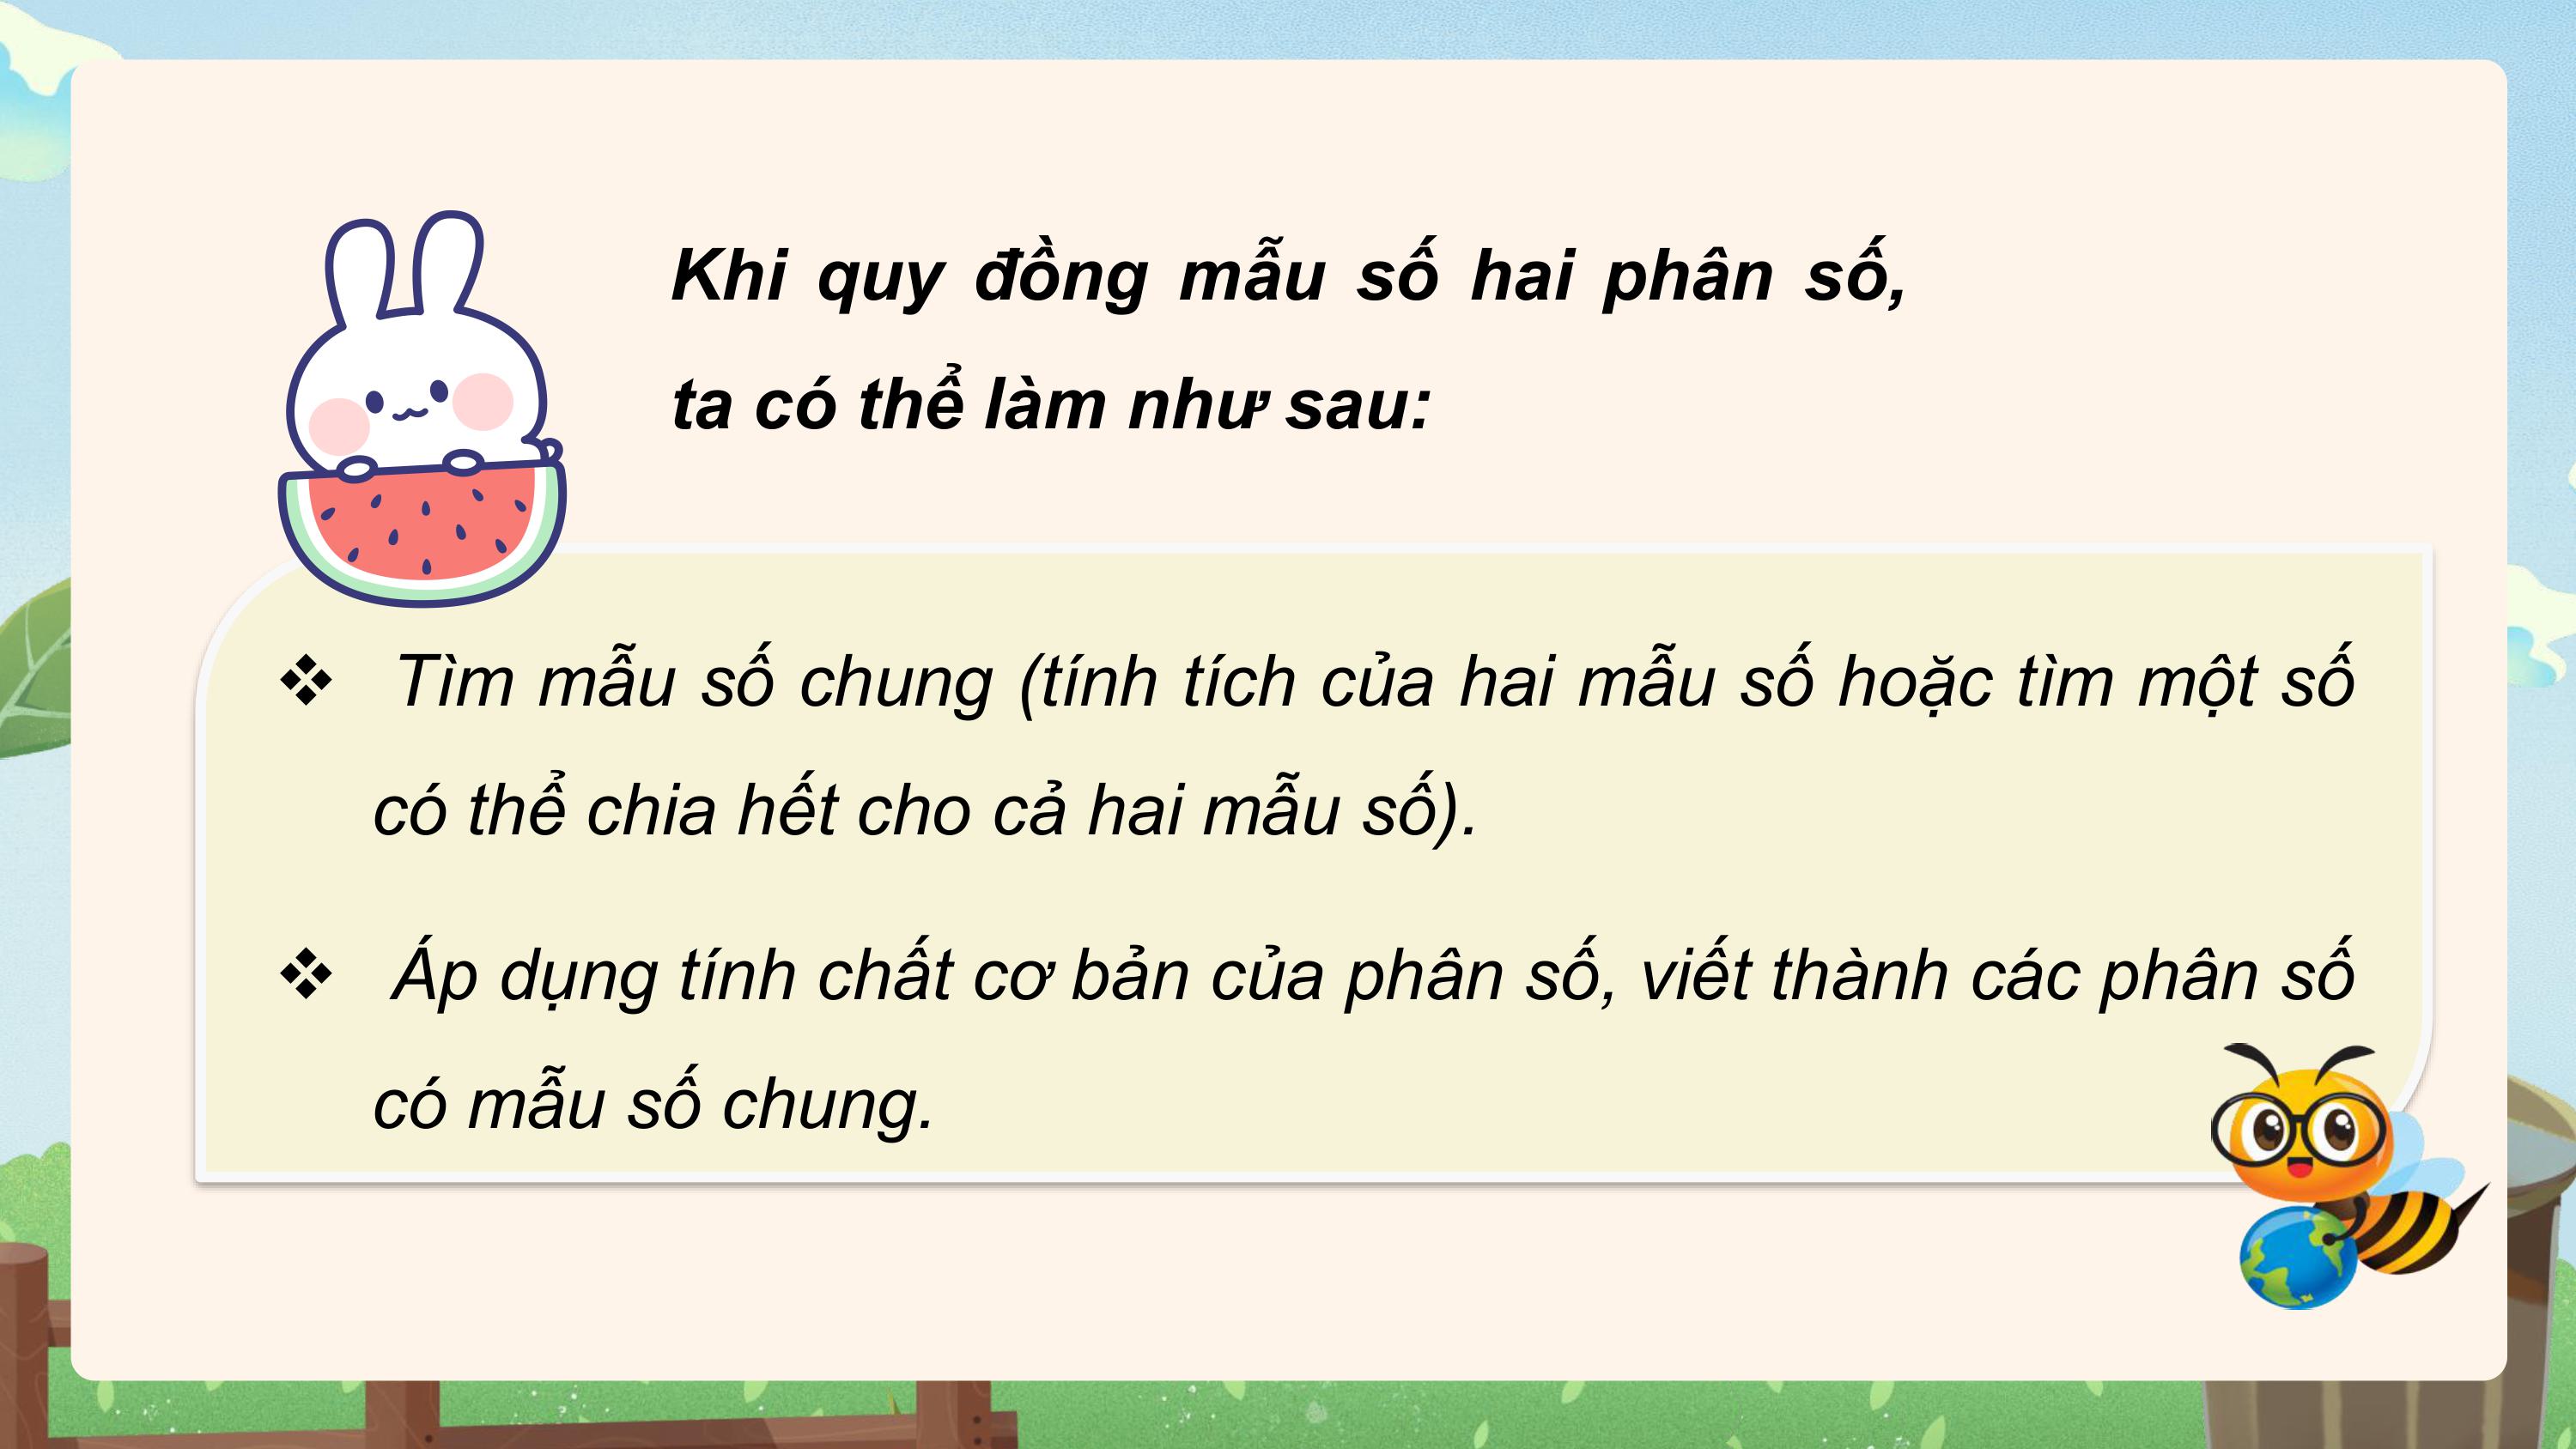 Khi quy đồng mẫu số hai phân số,
ta có thể làm như sau:
❖ Tìm mẫu số chung (tính tích của hai mẫu số hoặc tìm một số
có thể chia hết cho cả hai mẫu số).
❖ Áp dụng tính chất cơ bản của phân số, viết thành các phân số
có mẫu số chung.